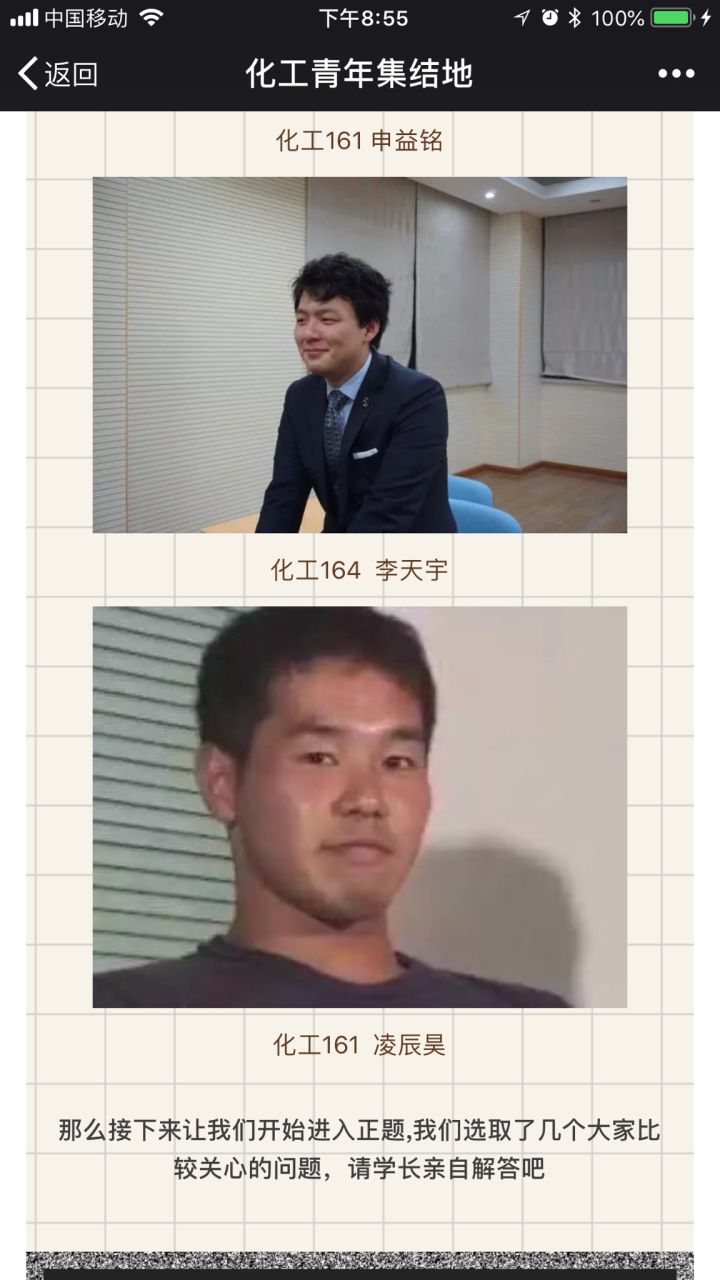 中国移动 下午8:55 100%
返回 化工青年集结地
化工161 申益铭
化工164 李天宇
化工161 凌辰昊
那么接下来让我们开始进入正题,我们选取了几个大家比
较关心的问题，请学长亲自解答吧